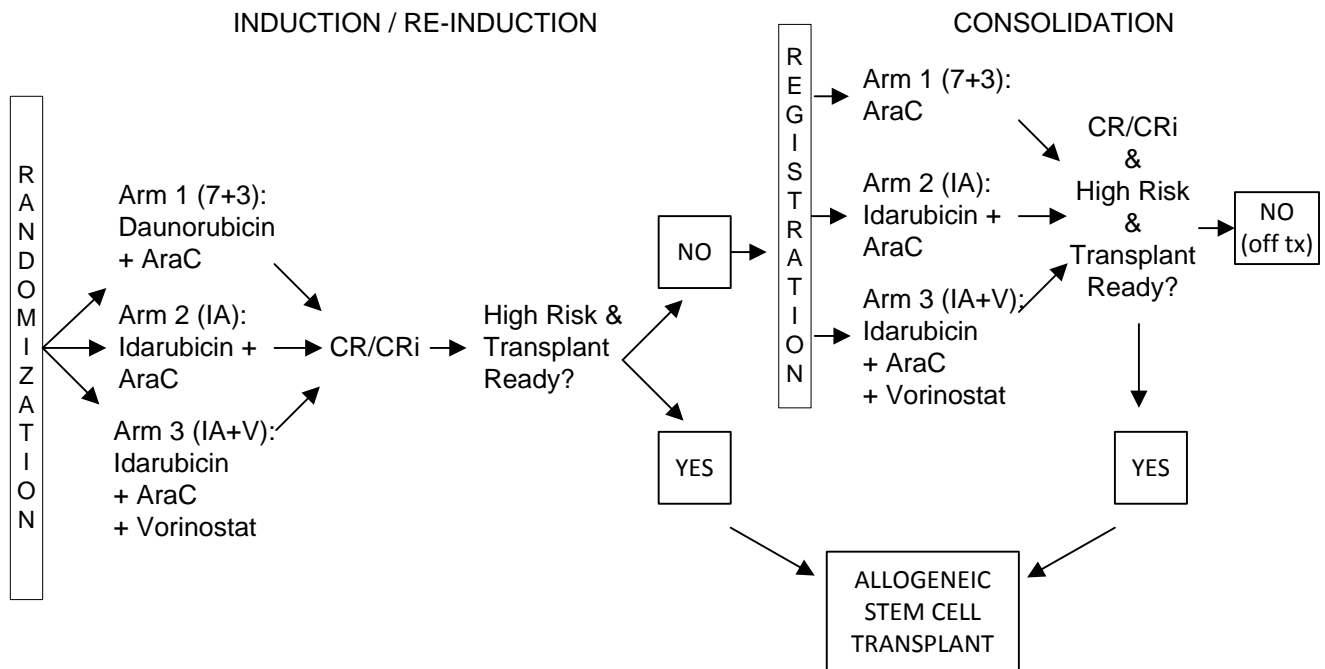 INDUCTION / RE-INDUCTION
RANDOMIZATION
Arm 1 (7+3):
Daunorubicin
+ AraC
Arm 2 (IA):
Idarubicin +
AraC
Arm 3 (IA+V):
Idarubicin
+ AraC
+ Vorinostat
CR/CRi
High Risk &
Transplant
Ready?
NO
YES
CONSOLIDATION
REGISTRATION
Arm 1 (7+3):
AraC
Arm 2 (IA):
Idarubicin +
AraC
Arm 3 (IA+V):
Idarubicin
+ AraC
+ Vorinostat
CR/CRi
&
High Risk
&
Transplant
Ready?
NO
(off tx)
YES
ALLOGENEIC
STEM CELL
TRANSPLANT